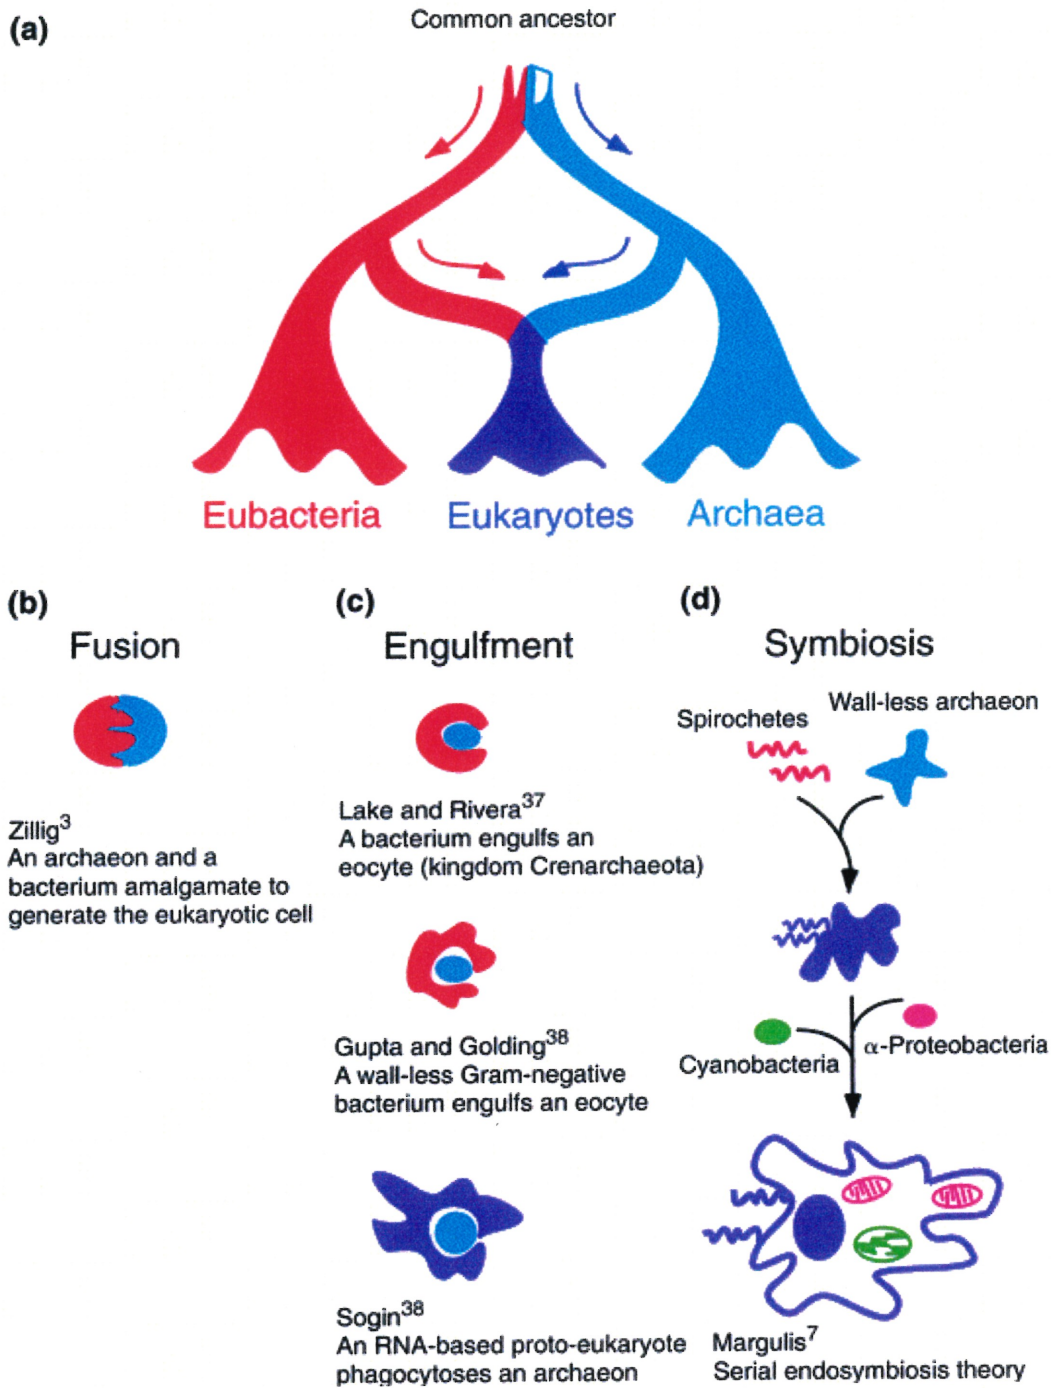 (a)
Common ancestor
Eubacteria
Eukaryotes
Archaea
(b)
Fusion
Zillig3
An archaeon and a
bacterium amalgamate to
generate the eukaryotic cell
(c)
Engulfment
Lake and Rivera37
A bacterium engulfs an
eocyte (kingdom Crenarchaeota)
Gupta and Golding38
A wall-less Gram-negative
bacterium engulfs an eocyte
Sogin38
An RNA-based proto-eukaryote
phagocytoses an archaeon
(d)
Symbiosis
Spirochetes
Wall-less archaeon
Cyanobacteria
α-Proteobacteria
Margulis7
Serial endosymbiosis theory